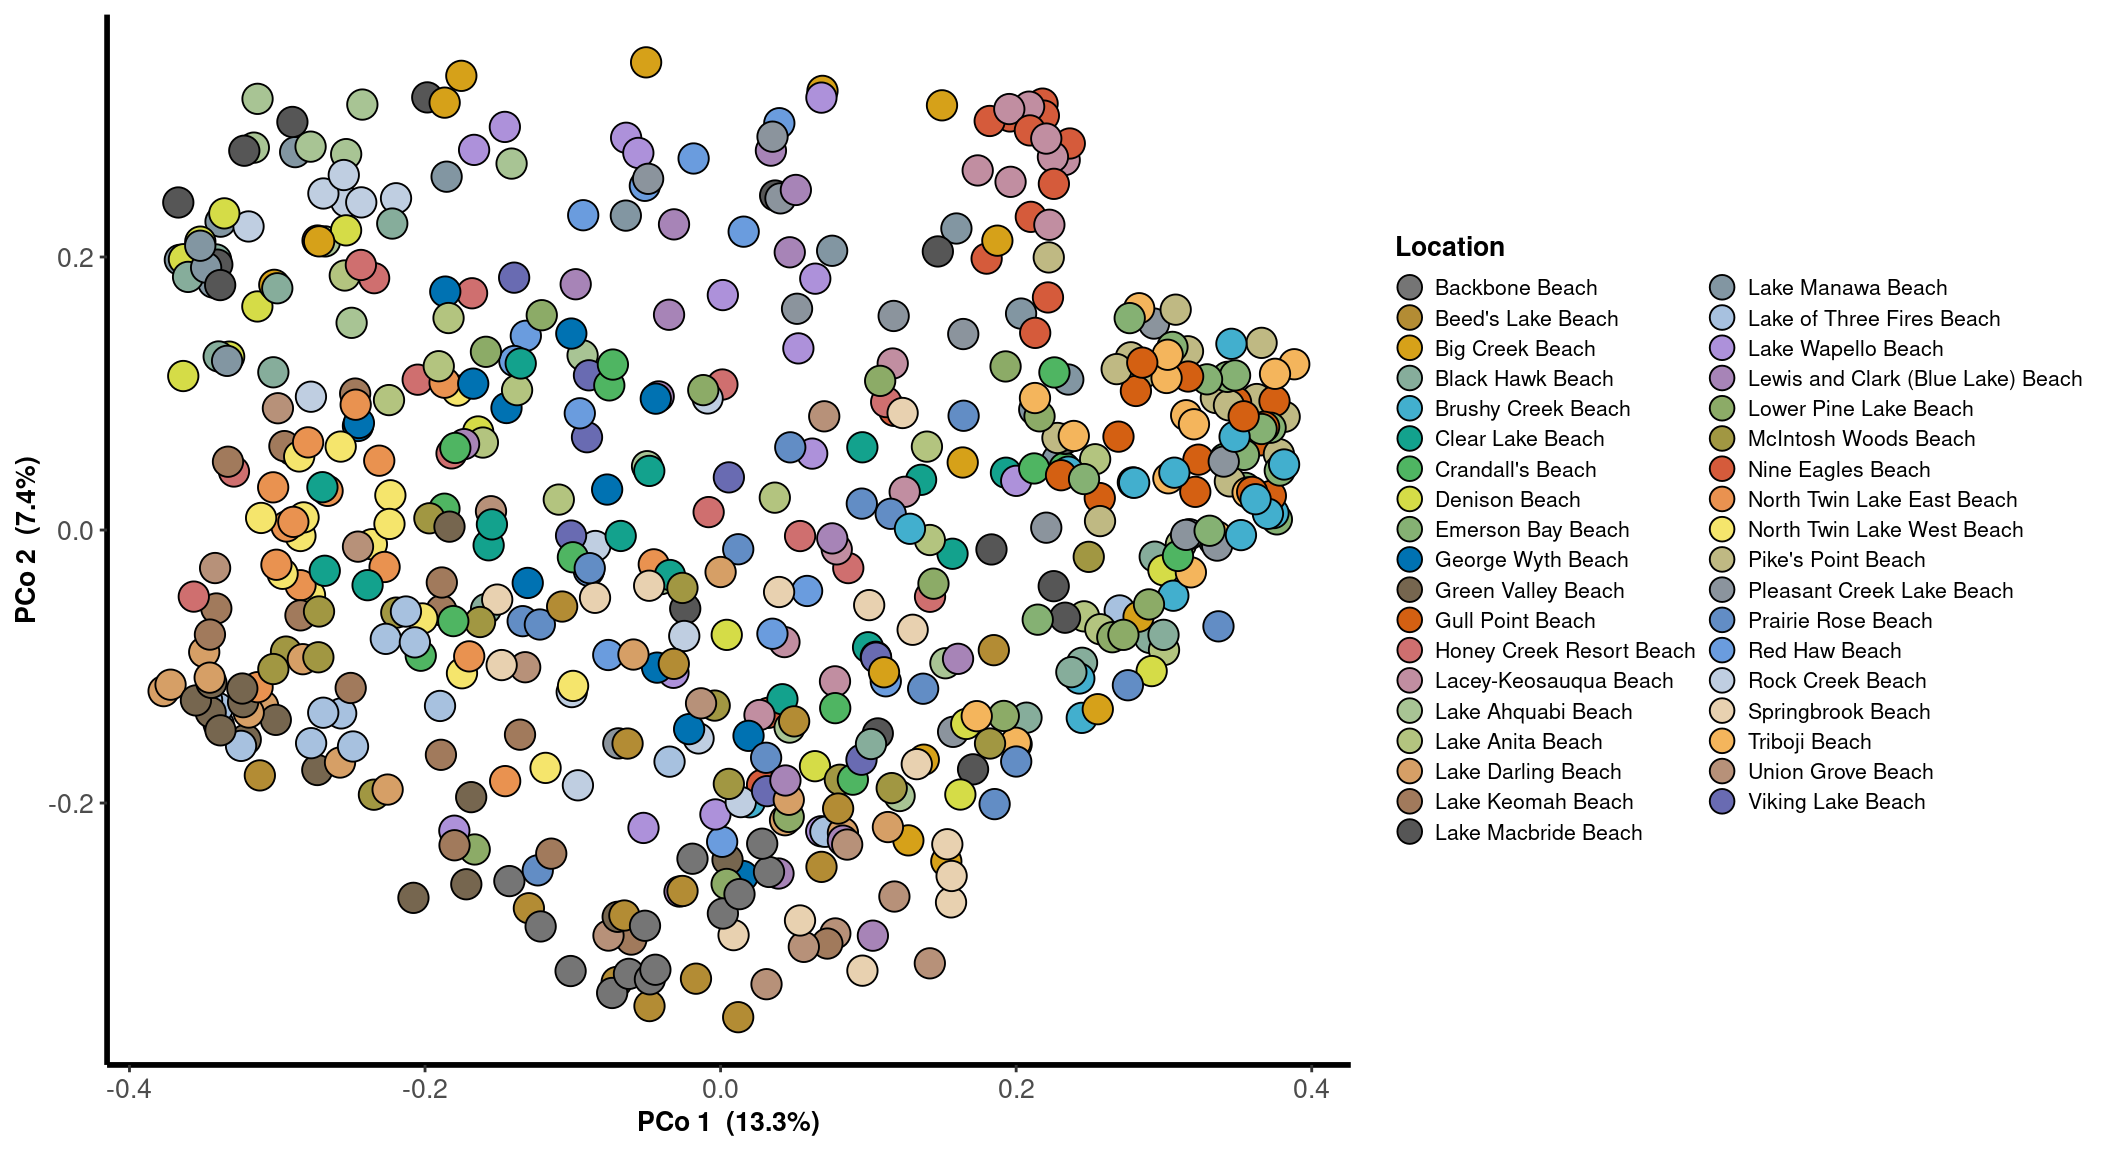 PCo 2 (7.4%)
0.2
0.0
-0.2
-0.4
-0.2
0.0
0.2
0.4
PCo 1 (13.3%)
Location
Backbone Beach
Beed's Lake Beach
Big Creek Beach
Black Hawk Beach
Brushy Creek Beach
Clear Lake Beach
Crandall's Beach
Denison Beach
Emerson Bay Beach
George Wyth Beach
Green Valley Beach
Gull Point Beach
Honey Creek Resort Beach
Lacey-Keosauqua Beach
Lake Ahquabi Beach
Lake Anita Beach
Lake Darling Beach
Lake Keomah Beach
Lake Macbride Beach
Lake Manawa Beach
Lake of Three Fires Beach
Lake Wapello Beach
Lewis and Clark (Blue Lake) Beach
Lower Pine Lake Beach
McIntosh Woods Beach
Nine Eagles Beach
North Twin Lake East Beach
North Twin Lake West Beach
Pike's Point Beach
Pleasant Creek Lake Beach
Prairie Rose Beach
Red Haw Beach
Rock Creek Beach
Springbrook Beach
Triboji Beach
Union Grove Beach
Viking Lake Beach